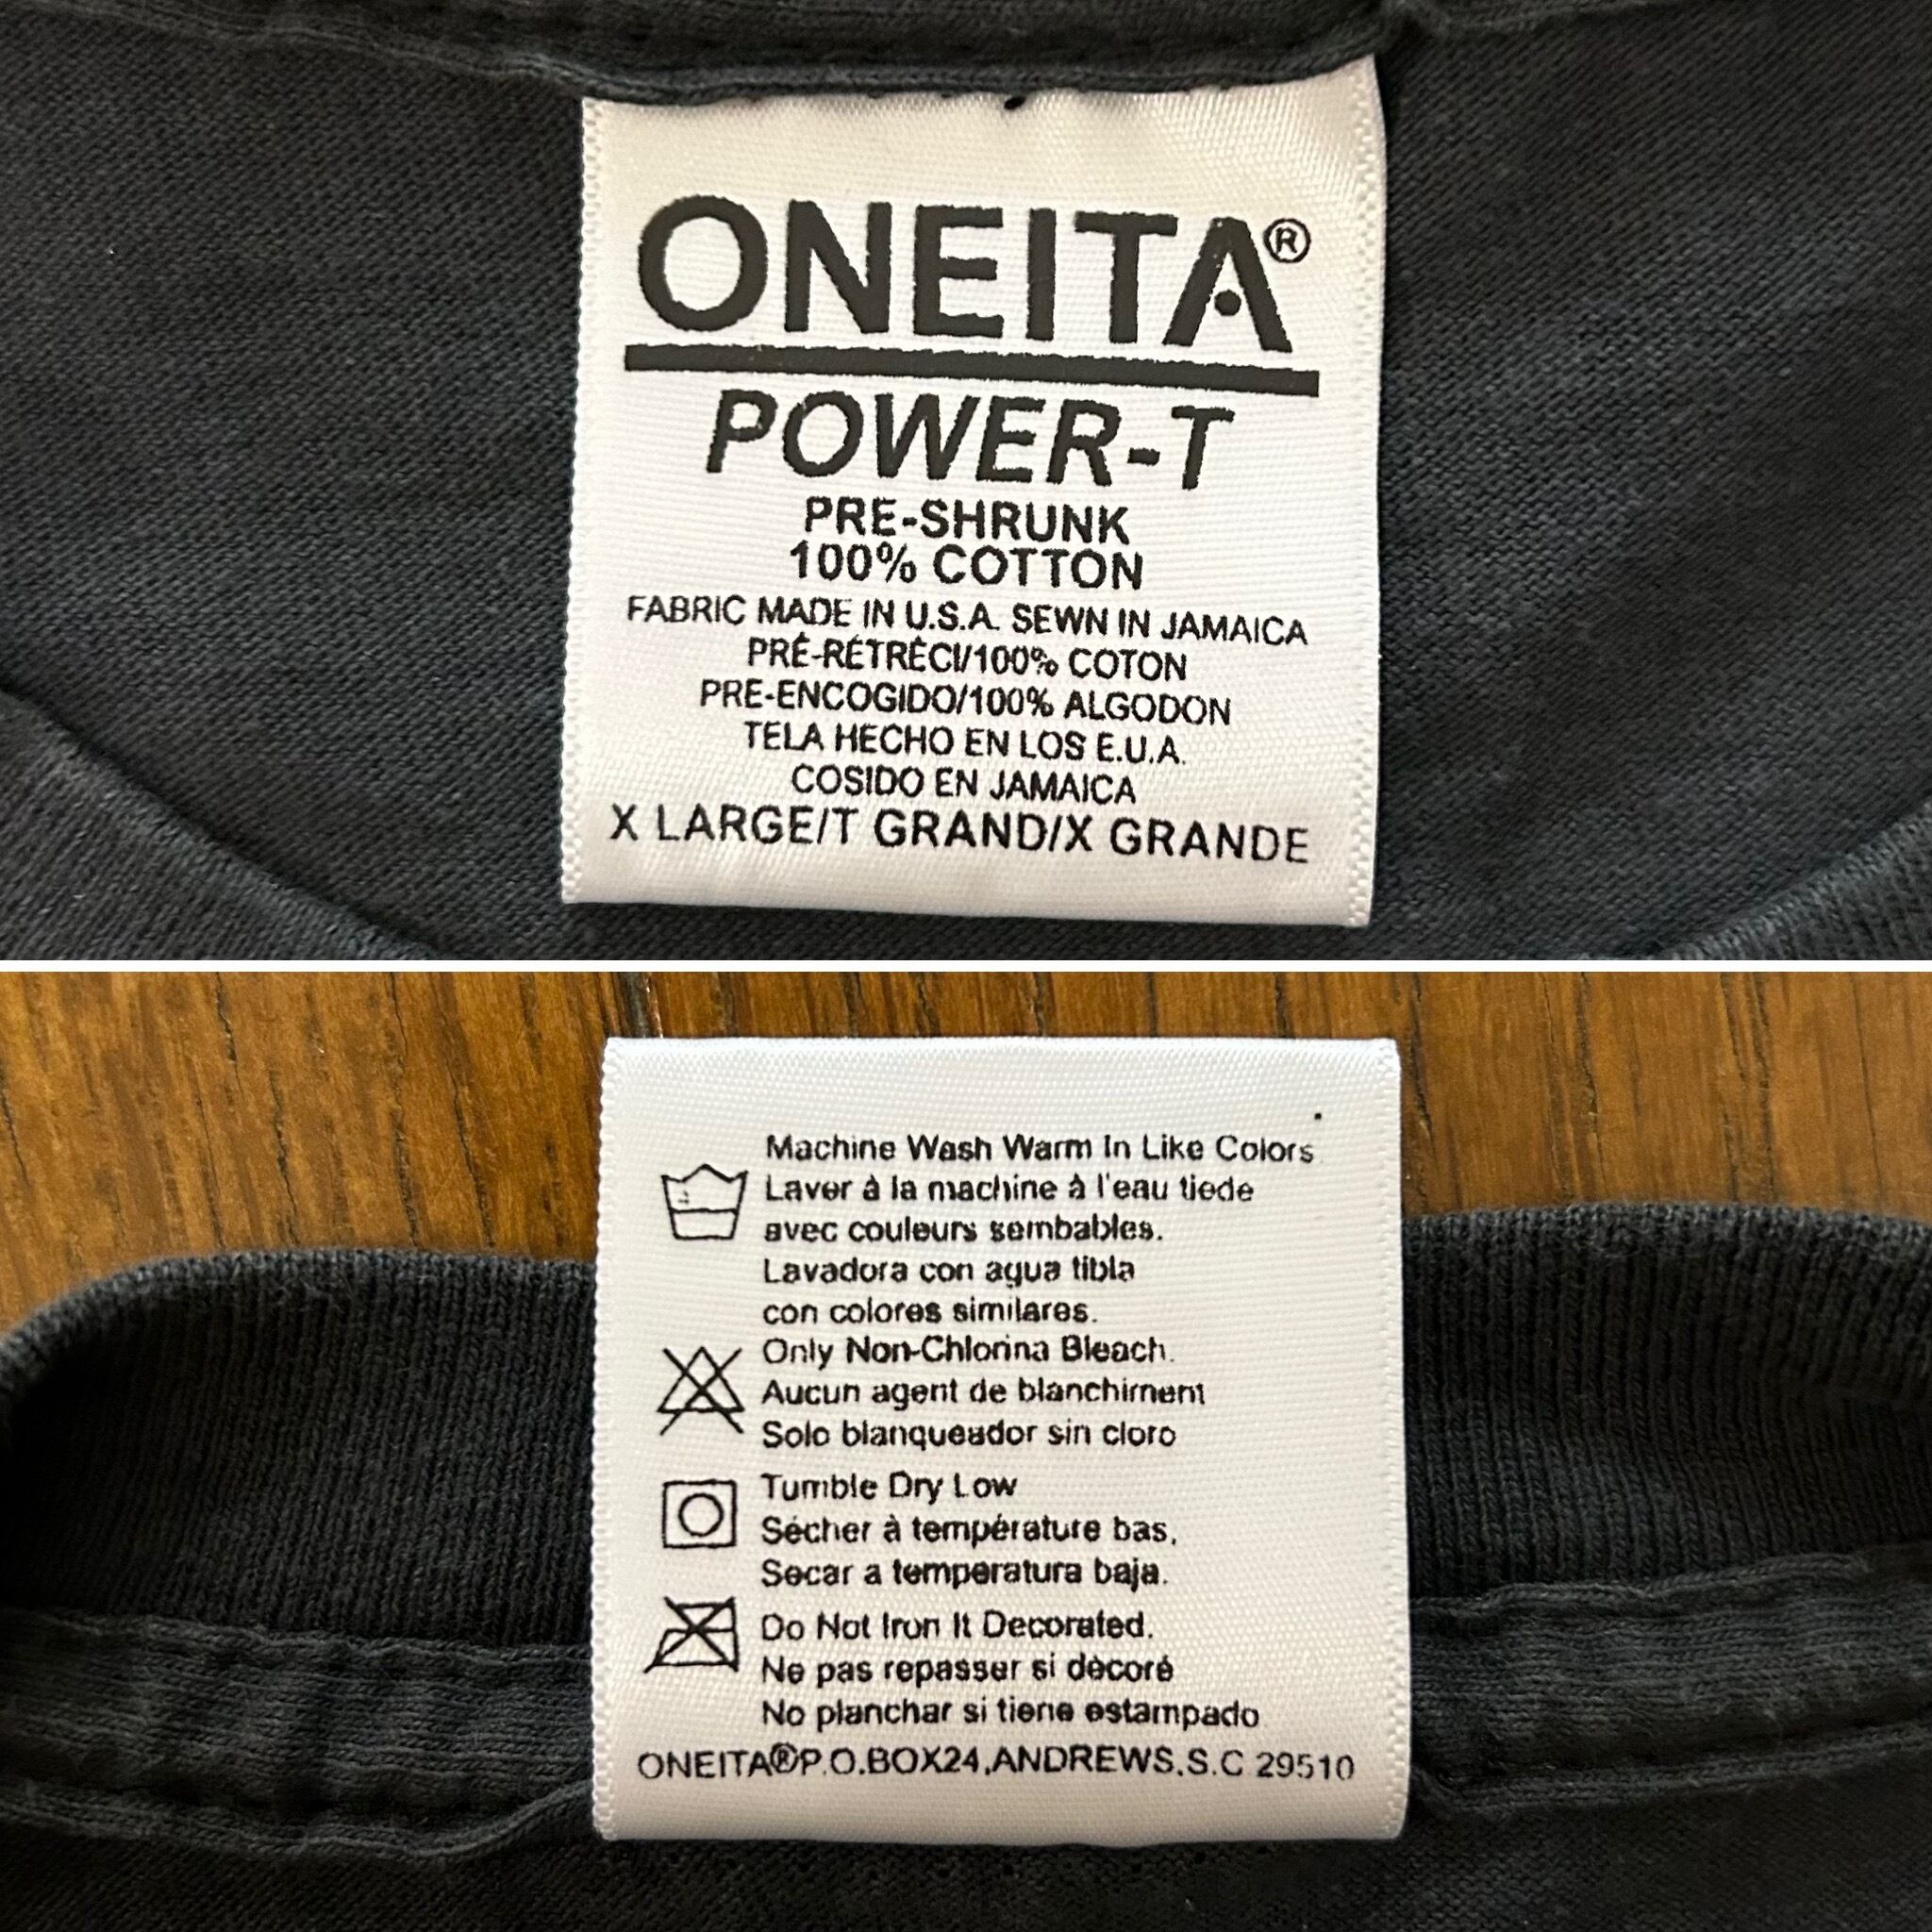 ONEITA®
POWER-T
PRE-SHRUNK
100% COTTON
FABRIC MADE IN U.S.A. SEWN IN JAMAICA
PRÉ-RÉTRÉCI/100% COTON
PRE-ENCOGIDO/100% ALGODON
TELA HECHO EN LOS E.U.A.
COSIDO EN JAMAICA
X LARGE/T GRAND/X GRANDE
Machine Wash Warm In Like Colors
Laver à la machine à l'eau tiede
avec couleurs sembables.
Lavadora con agua tibla
con colores similares.
Only Non-Chlorina Bleach.
Aucun agent de blanchiment
Solo blanqueador sin cloro
Tumble Dry Low
Sécher à température bas,
Secar a temperatura baja.
Do Not Iron It Decorated.
Ne pas repasser si décoré
No planchar si tiene estampado
ONEITA®P.O.BOX24,ANDREWS,S.C 29510